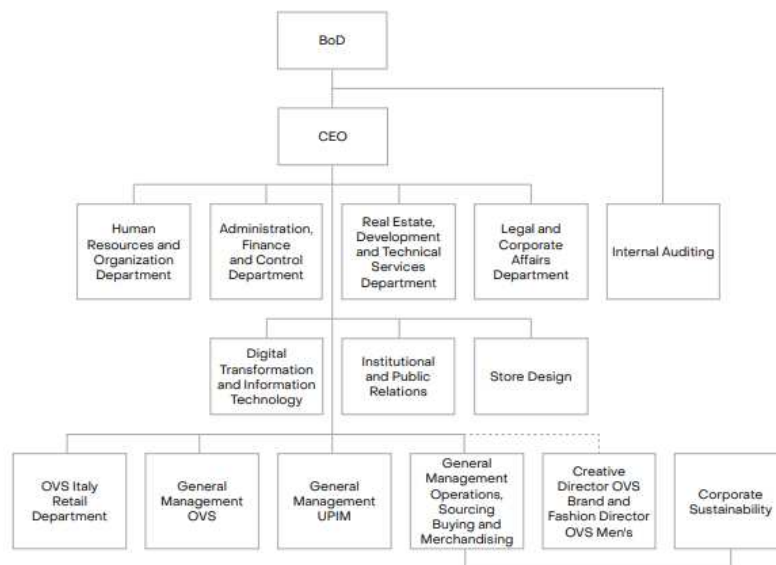 BoD
CEO
Human
Resources and
Organization
Department
Administration,
Finance
and Control
Department
Real Estate,
Development
and Technical
Services
Department
Legal and
Corporate
Affairs
Department
Internal Auditing
Digital
Transformation
and Information
Technology
Institutional
and Public
Relations
Store Design
OVS Italy
Retail
Department
General
Management
OVS
General
Management
UPIM
General
Management
Operations,
Sourcing
Buying and
Merchandising
Creative
Director OVS
Brand and
Fashion Director
OVS Men's
Corporate
Sustainability